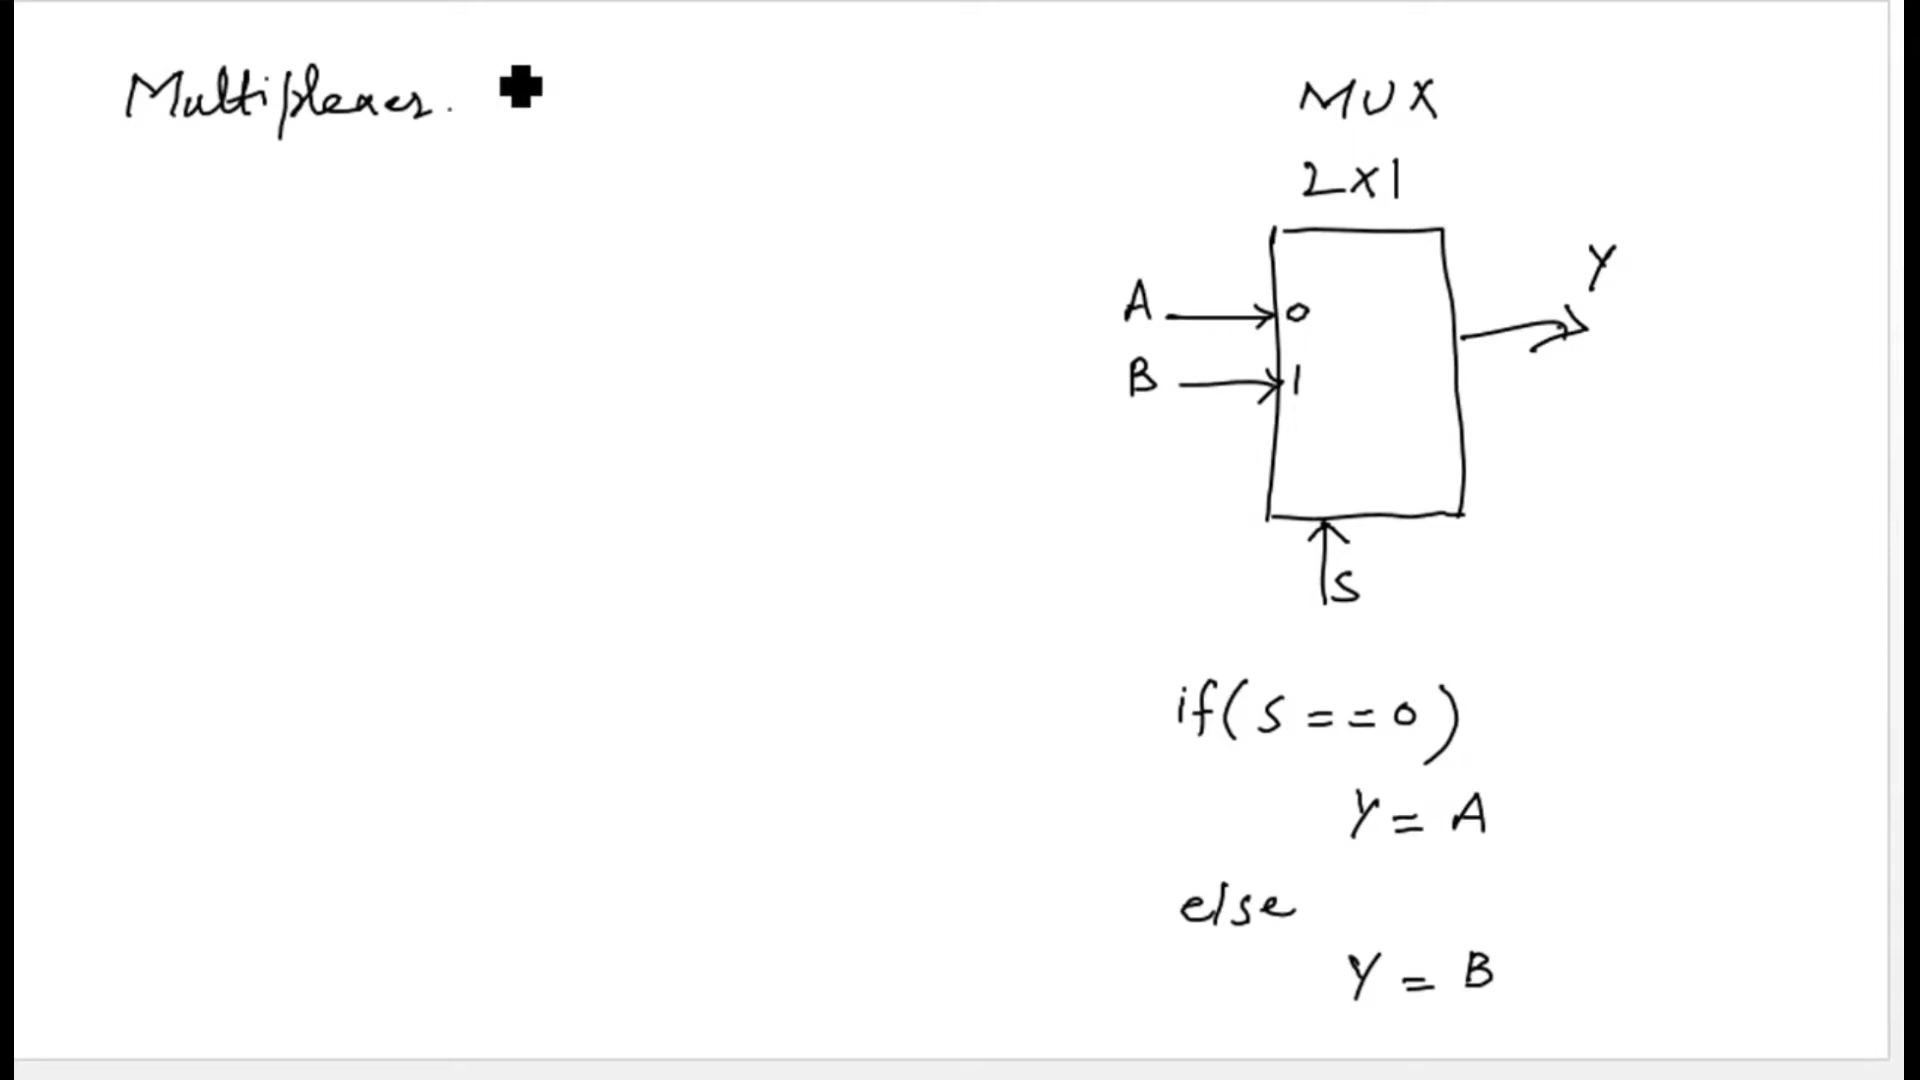 Multiplexer.
MUX
2x1
Y
A 0
B 1
S
if(S==0)
Y= A
else
Y = B